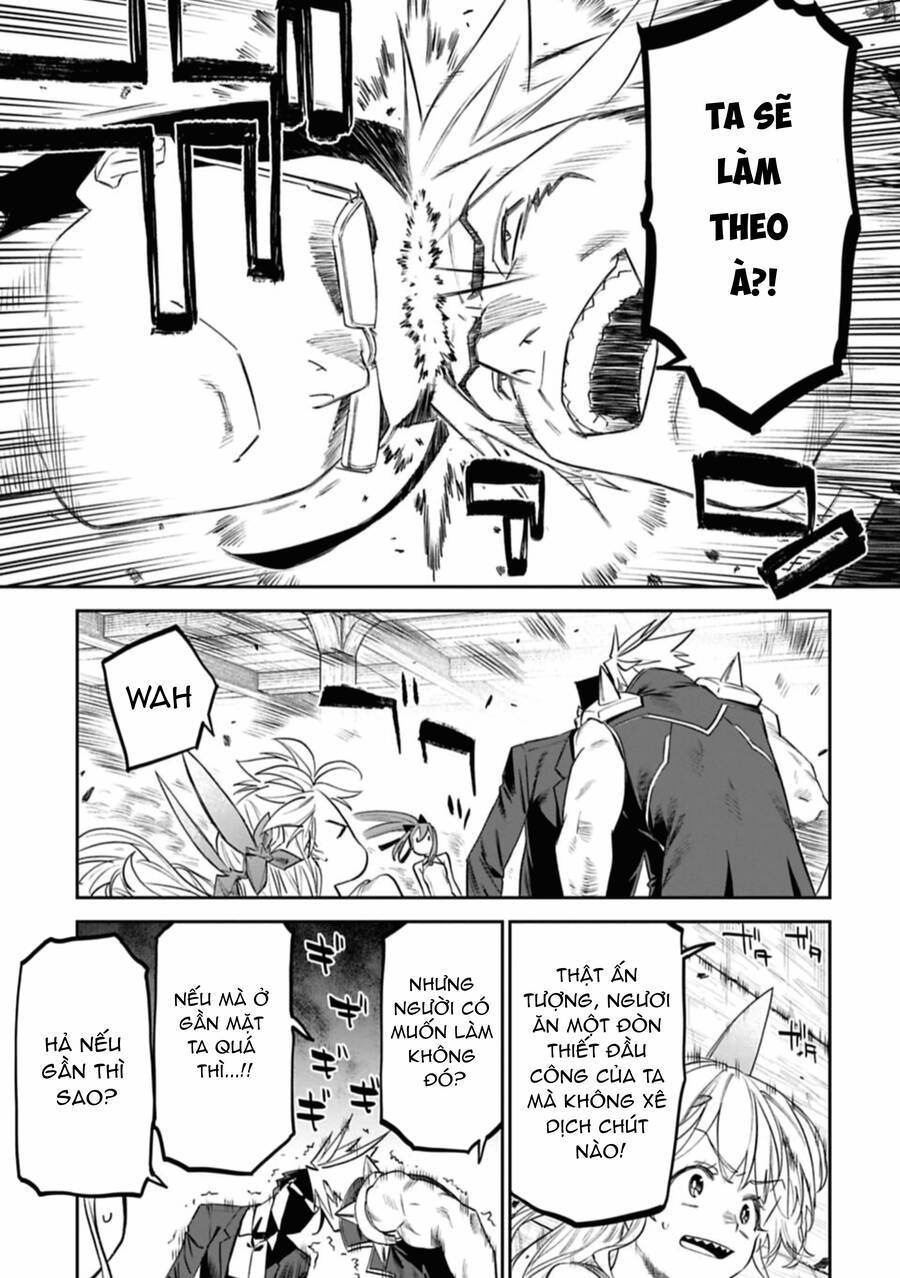 TA SẼ
LÀM
THEO
À?!
WAH
THẬT ẤN
TƯỢNG, NGƯƠI
ĂN MỘT ĐÒN
THIẾT ĐẦU
CÔNG CỦA TA
MÀ KHÔNG XÊ
DỊCH CHÚT
NÀO!
NHƯNG
NGƯỜI CÓ
MUỐN LÀM
KHÔNG
ĐÓ?
NẾU MÀ Ở
GẦN MẶT
TA QUÁ
THÌ...!!
HẢ NẾU
GẦN THÌ
SAO?